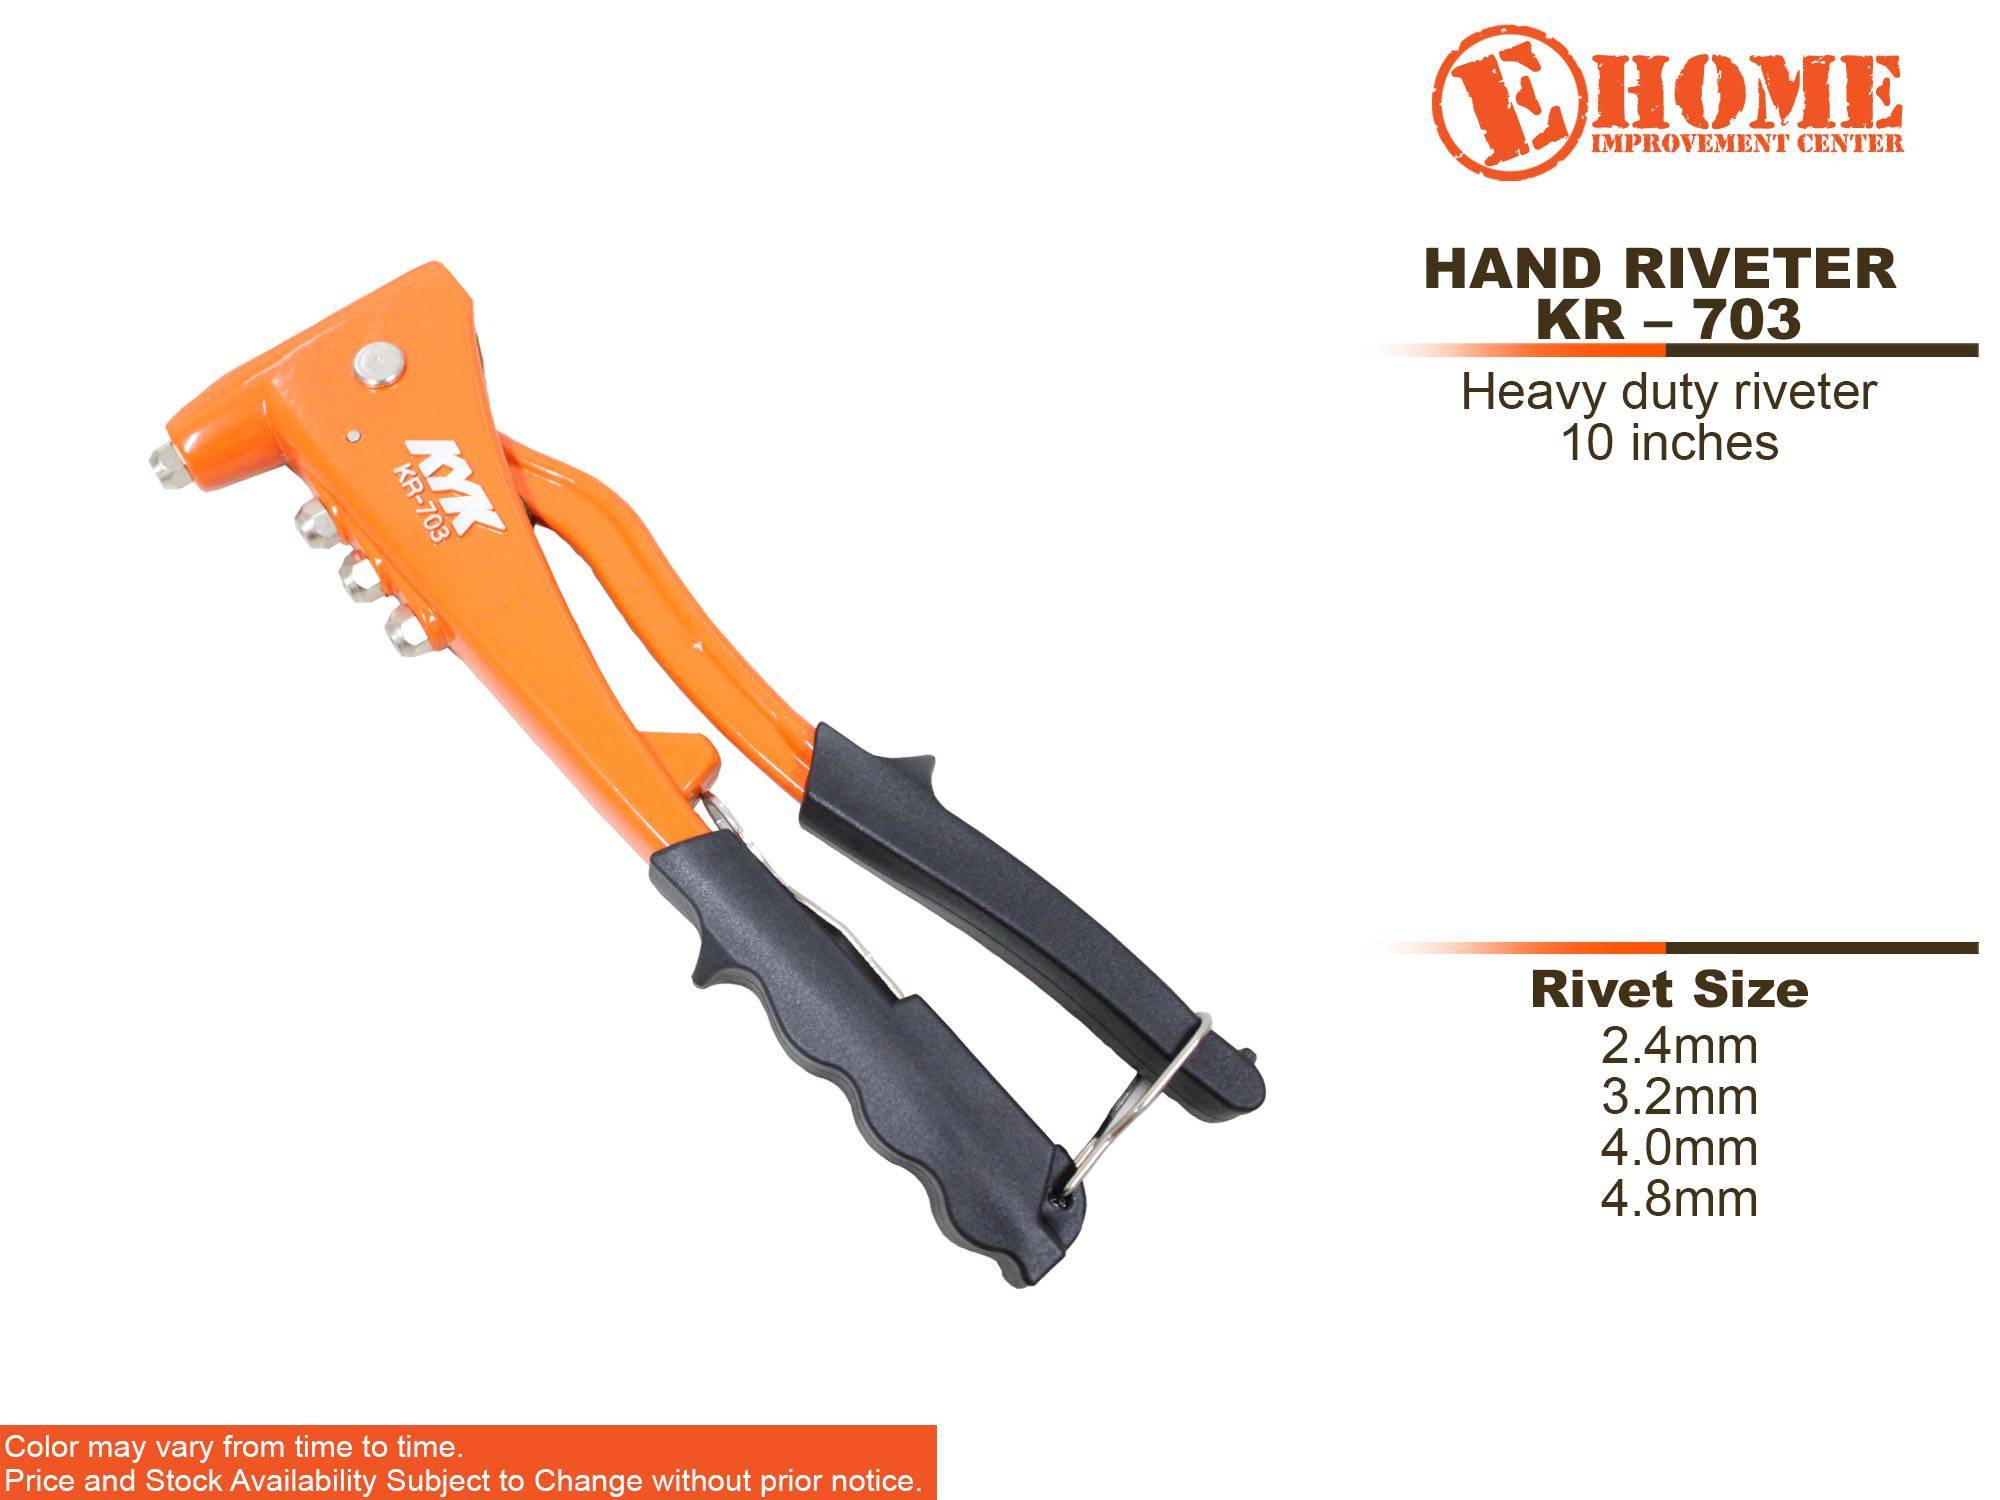 E HOME
IMPROVEMENT CENTER
HAND RIVETER
KR – 703
Heavy duty riveter
10 inches
KYK
KR-703
Rivet Size
2.4mm
3.2mm
4.0mm
4.8mm
Color may vary from time to time.
Price and Stock Availability Subject to Change without prior notice.